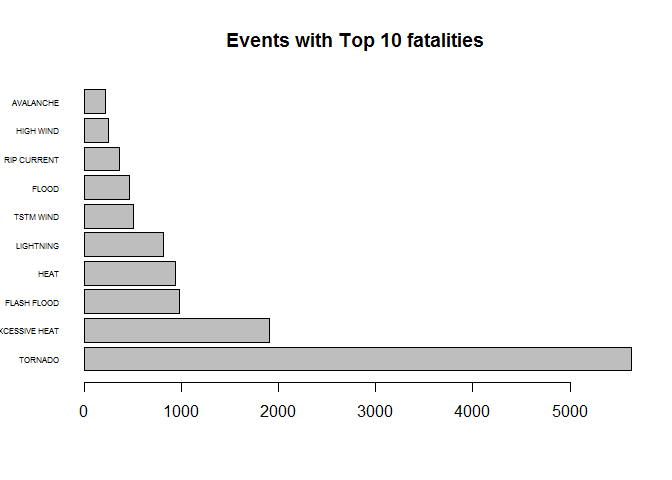 Events with Top 10 fatalities
AVALANCHE
HIGH WIND
RIP CURRENT
FLOOD
TSTM WIND
LIGHTNING
HEAT
FLASH FLOOD
XCESSIVE HEAT
TORNADO
0 1000 2000 3000 4000 5000